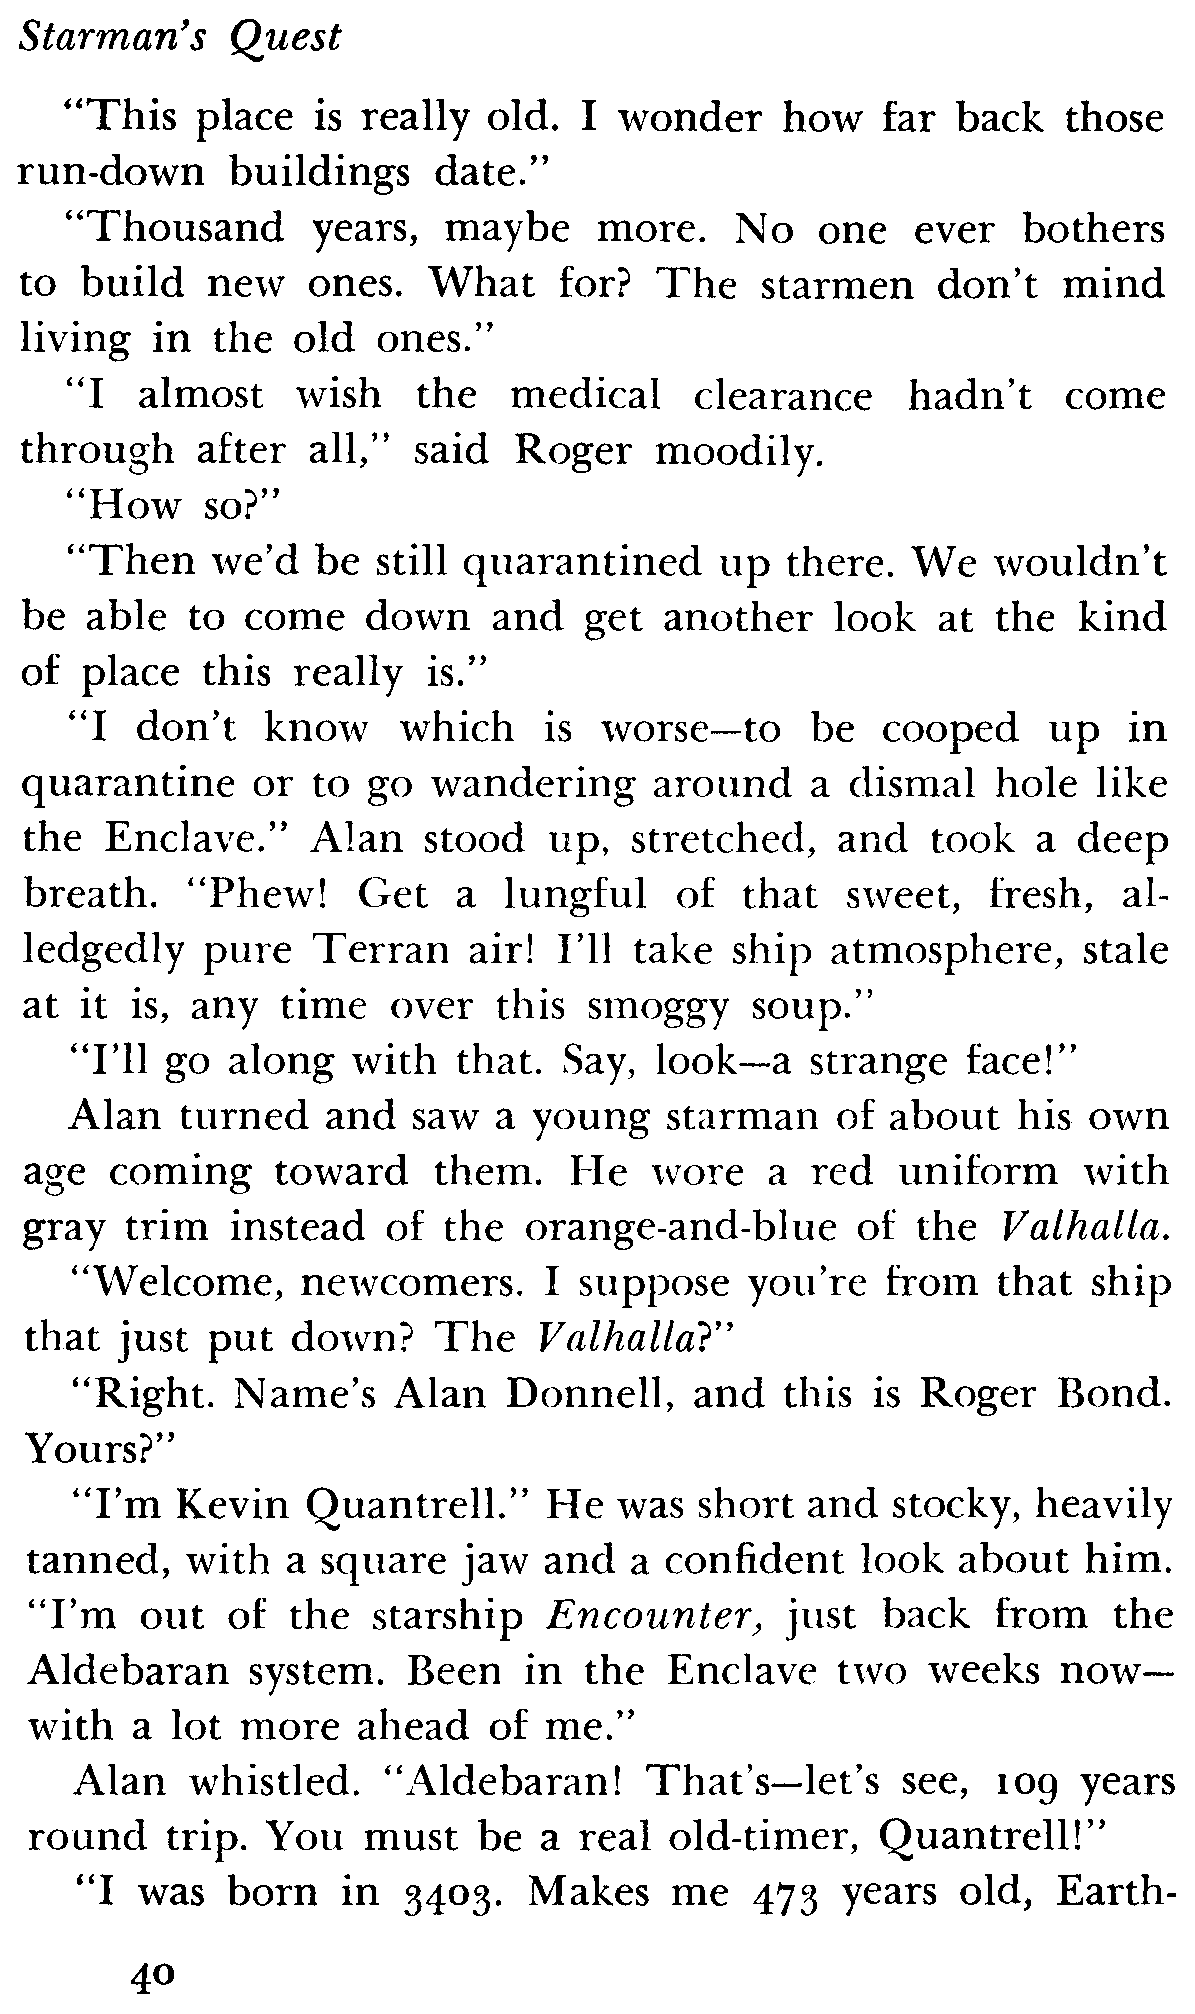 Starman's Quest
“This place is really old. I wonder how far back those
run-down buildings date.”
“Thousand years, maybe more. No one ever bothers
to build new ones. What for? The starmen don't mind
living in the old ones.”
“I almost wish the medical clearance hadn't come
through after all,” said Roger moodily.
“How so?”
“Then we'd be still quarantined up there. We wouldn't
be able to come down and get another look at the kind
of place this really is.”
“I don't know which is worse—to be cooped up in
quarantine or to go wandering around a dismal hole like
the Enclave.” Alan stood up, stretched, and took a deep
breath. “Phew! Get a lungful of that sweet, fresh, al-
ledgedly pure Terran air! I'll take ship atmosphere, stale
at it is, any time over this smoggy soup.”
“I'll go along with that. Say, look—a strange face!”
Alan turned and saw a young starman of about his own
age coming toward them. He wore a red uniform with
gray trim instead of the orange-and-blue of the Valhalla.
“Welcome, newcomers. I suppose you're from that ship
that just put down? The Valhalla?”
“Right. Name's Alan Donnell, and this is Roger Bond.
Yours?”
“I'm Kevin Quantrell.” He was short and stocky, heavily
tanned, with a square jaw and a confident look about him.
“I'm out of the starship Encounter, just back from the
Aldebaran system. Been in the Enclave two weeks now—
with a lot more ahead of me.”
Alan whistled. “Aldebaran! That's—let's see, 109 years
round trip. You must be a real old-timer, Quantrell!”
“I was born in 3403. Makes me 473 years old, Earth-
40